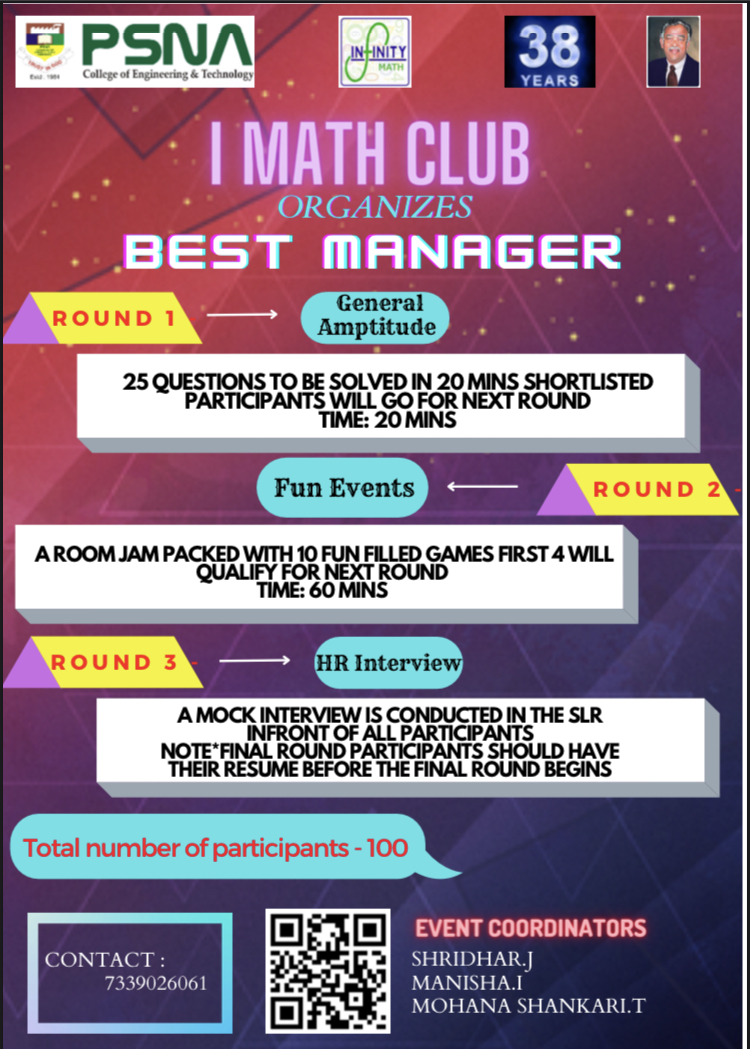 PSNA
College of Engineering & Technology
Estd : 1984
INFINITY
MATH
38
YEARS
I MATH CLUB
ORGANIZES
BEST MANAGER
ROUND 1
General
Amptitude
25 QUESTIONS TO BE SOLVED IN 20 MINS SHORTLISTED
PARTICIPANTS WILL GO FOR NEXT ROUND
TIME: 20 MINS
Fun Events
ROUND 2 -
A ROOM JAM PACKED WITH 10 FUN FILLED GAMES FIRST 4 WILL
QUALIFY FOR NEXT ROUND
TIME: 60 MINS
ROUND 3 -
HR Interview
A MOCK INTERVIEW IS CONDUCTED IN THE SLR
INFRONT OF ALL PARTICIPANTS
NOTE*FINAL ROUND PARTICIPANTS SHOULD HAVE
THEIR RESUME BEFORE THE FINAL ROUND BEGINS
Total number of participants - 100
CONTACT :
7339026061
EVENT COORDINATORS
SHRIDHAR.J
MANISHA.I
MOHANA SHANKARI.T